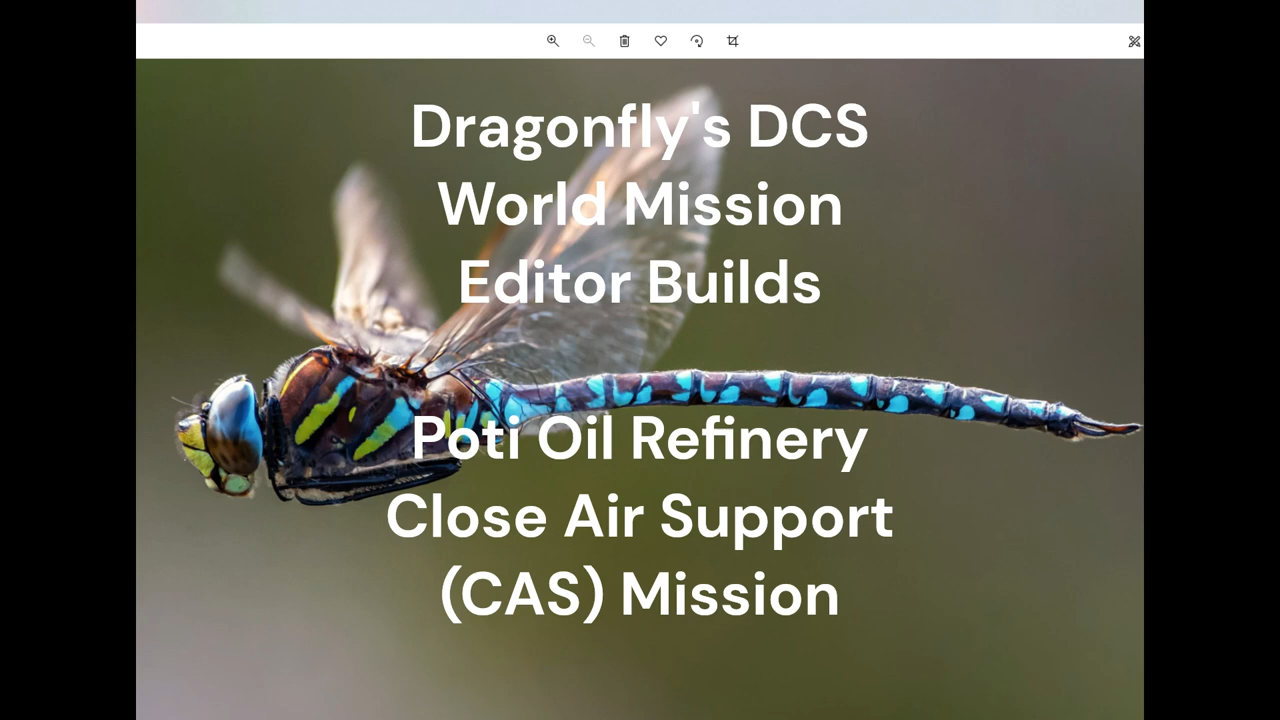 Dragonfly's DCS
World Mission
Editor Builds
Poti Oil Refinery
Close Air Support
(CAS) Mission